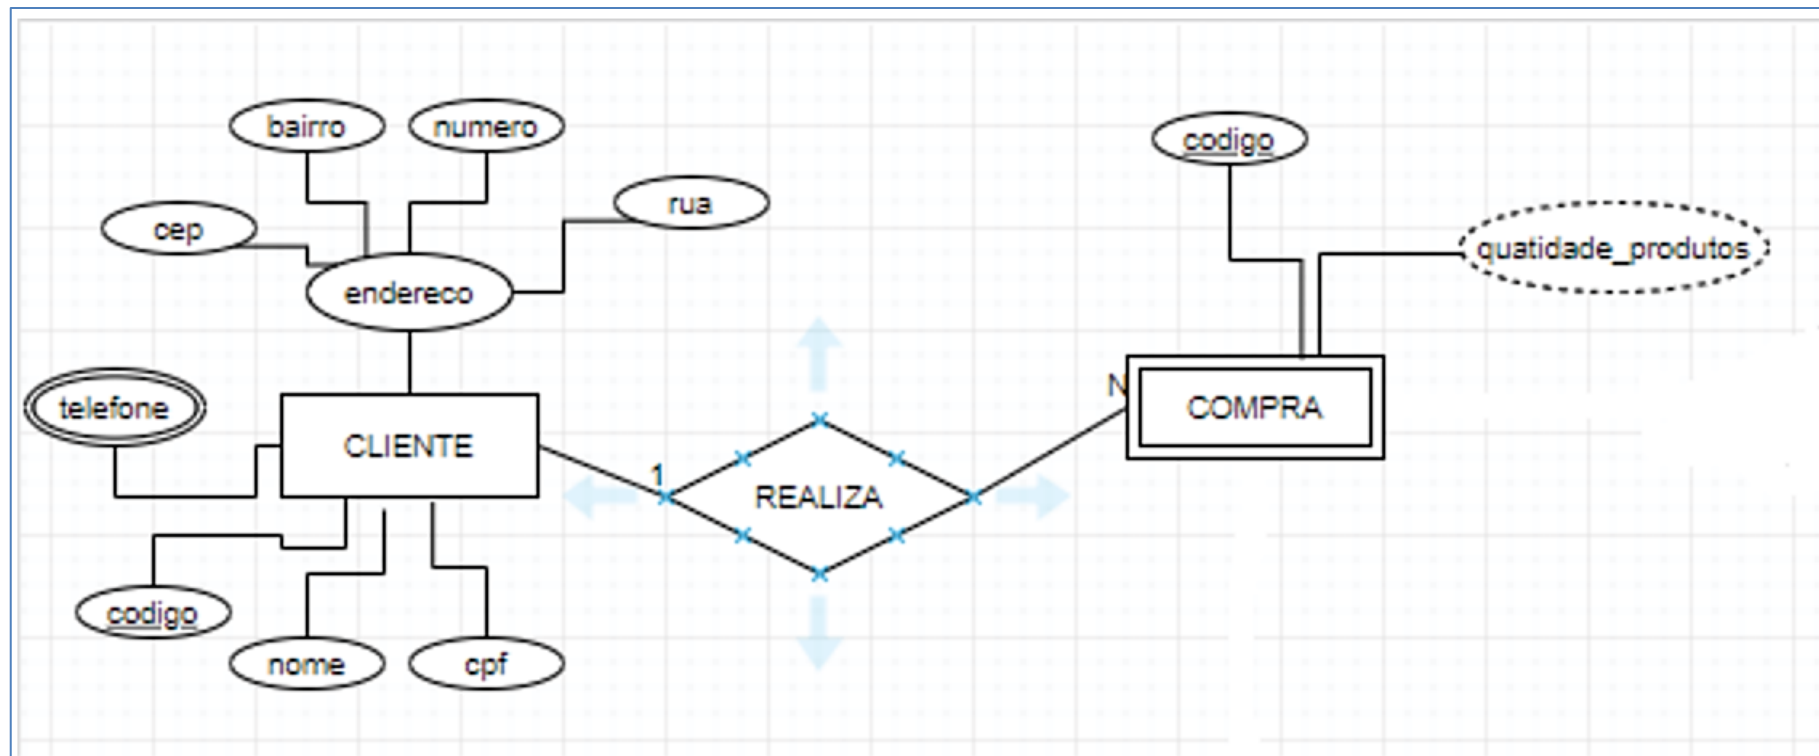 bairro
numero
codigo
rua
cep
quatidade_produtos
endereco
N
telefone
COMPRA
CLIENTE
1
REALIZA
codigo
nome
cpf